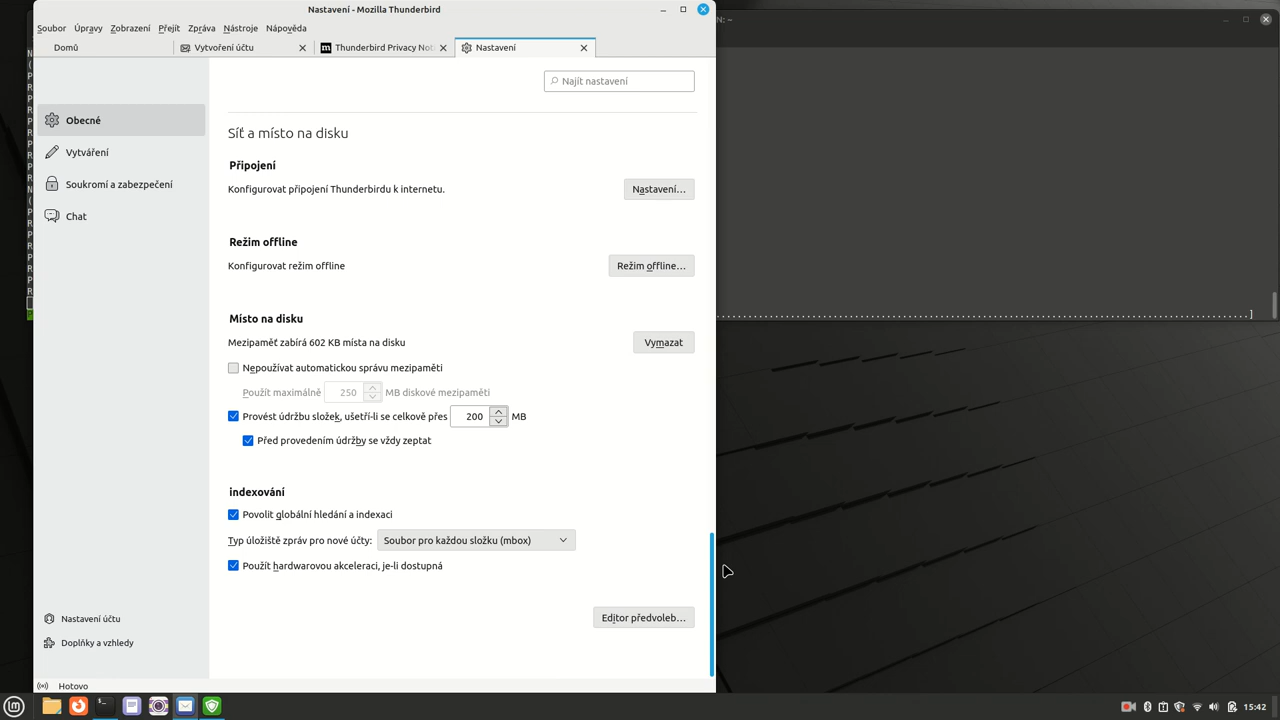 Nastavení - Mozilla Thunderbird
N: ~
Soubor Úpravy Zobrazení Přejít Zpráva Nástroje Nápověda
Domů Vytvoření účtu Thunderbird Privacy Not Nastavení
Najít nastavení
Síť a místo na disku
Obecné
Vytváření
Soukromí a zabezpečení
Chat
Připojení
Konfigurovat připojení Thunderbirdu k internetu. Nastavení…
Režim offline
Konfigurovat režim offline Režim offline…
Místo na disku
Mezipaměť zabírá 602 KB místa na disku Vymazat
Nepoužívat automatickou správu mezipaměti
Použít maximálně 250 MB diskové mezipaměti
Provést údržbu složek, ušetří-li se celkově přes 200 MB
Před provedením údržby se vždy zeptat
indexování
Povolit globální hledání a indexaci
Typ úložiště zpráv pro nové účty: Soubor pro každou složku (mbox)
Použít hardwarovou akceleraci, je-li dostupná
Editor předvoleb…
Nastavení účtu
Doplňky a vzhledy
Hotovo
15:42